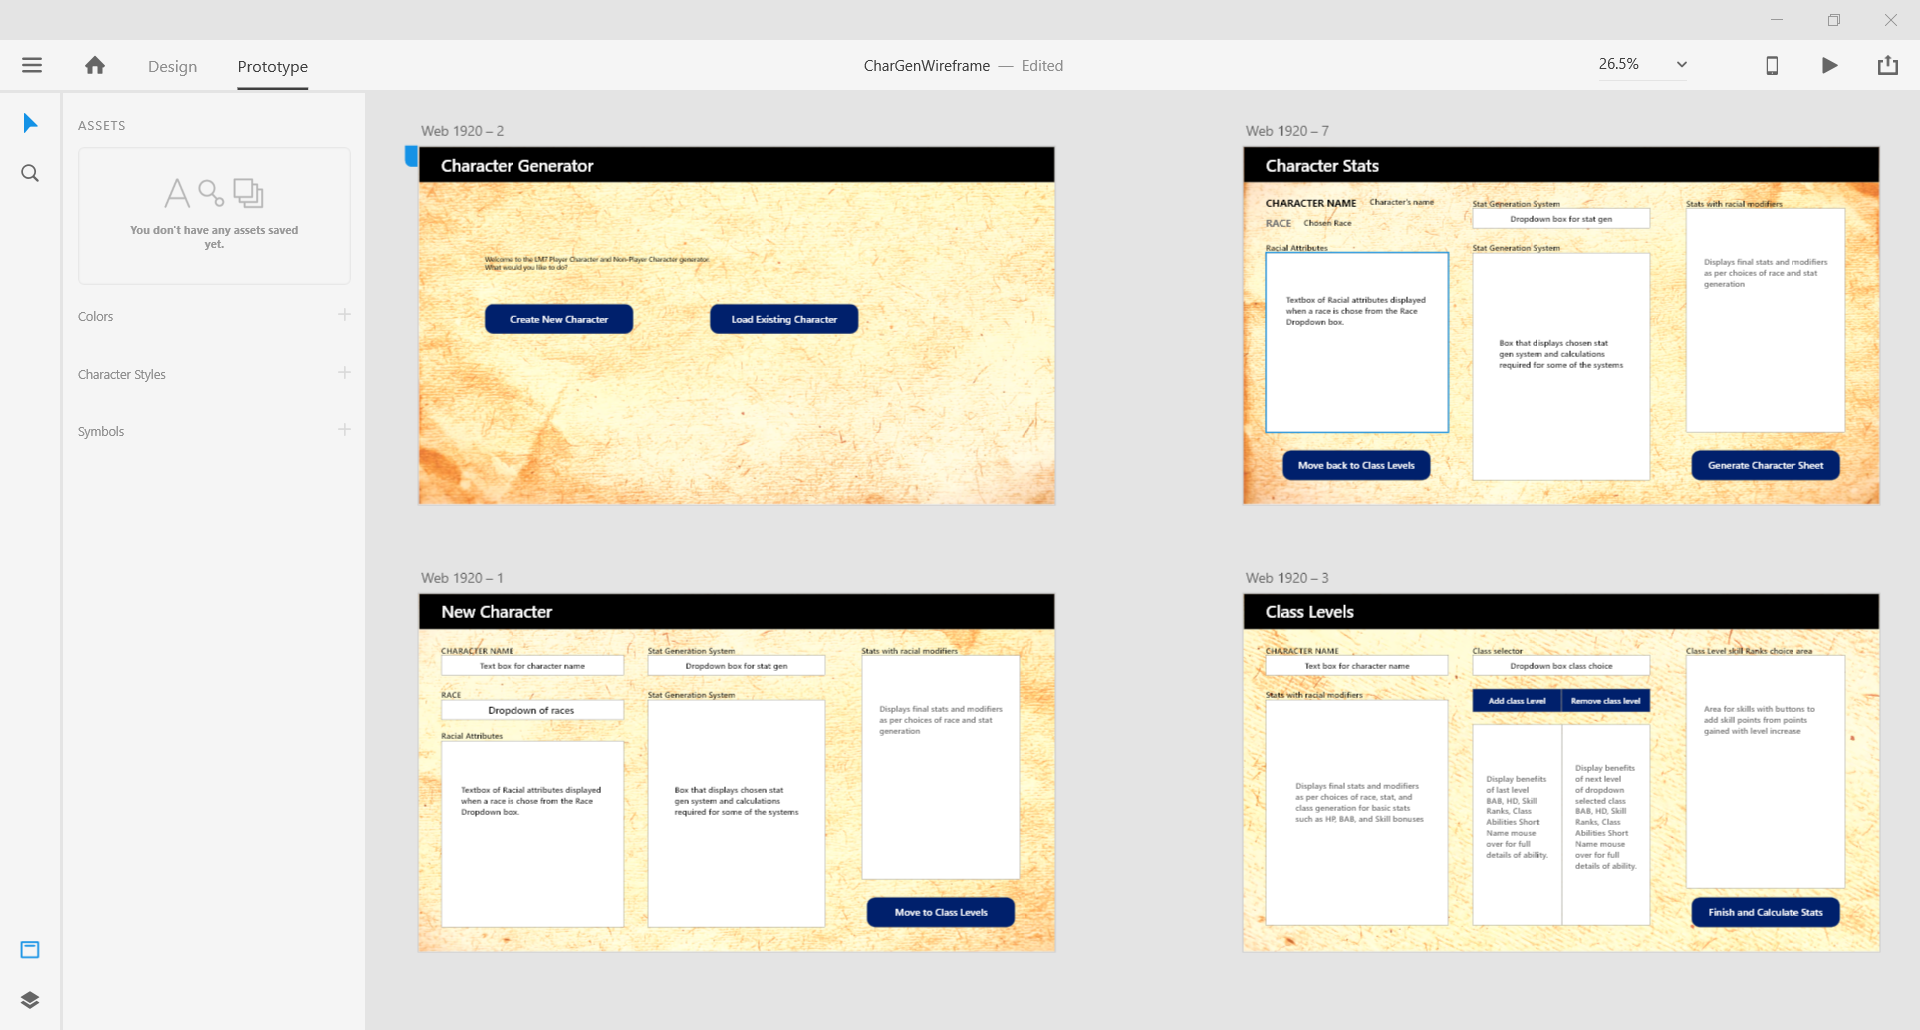 Design
Prototype
CharGenWireframe — Edited
26.5%
ASSETS
You don't have any assets saved
yet.
Colors
Character Styles
Symbols
Web 1920 – 2
Character Generator
Welcome to the LM7 Player Character and Non-Player Character generator.
What would you like to do?
Create New Character
Load Existing Character
Web 1920 – 7
Character Stats
CHARACTER NAME
Character's name
RACE
Chosen Race
Racial Attributes
Textbox of Racial attributes displayed
when a race is chose from the Race
Dropdown box.
Move back to Class Levels
Stat Generation System
Dropdown box for stat gen
Stat Generation System
Box that displays chosen stat
gen system and calculations
required for some of the systems
Stats with racial modifiers
Displays final stats and modifiers
as per choices of race and stat
generation
Generate Character Sheet
Web 1920 – 1
New Character
CHARACTER NAME
Text box for character name
RACE
Dropdown of races
Racial Attributes
Textbox of Racial attributes displayed
when a race is chose from the Race
Dropdown box.
Stat Generation System
Dropdown box for stat gen
Stat Generation System
Box that displays chosen stat
gen system and calculations
required for some of the systems
Stats with racial modifiers
Displays final stats and modifiers
as per choices of race and stat
generation
Move to Class Levels
Web 1920 – 3
Class Levels
CHARACTER NAME
Text box for character name
Stats with racial modifiers
Displays final stats and modifiers
as per choices of race, stat, and
class generation for basic stats
such as HP, BAB, and Skill bonuses
Class selector
Dropdown box class choice
Add class Level
Remove class level
Display benefits
of last level
BAB, HD, Skill
Ranks, Class
Abilities Short
Name mouse
over for full
details of ability.
Display benefits
of next level
of dropdown
selected class
BAB, HD, Skill
Ranks, Class
Abilities Short
Name mouse
over for full
details of ability.
Class Level skill Ranks choice area
Area for skills with buttons to
add skill points from points
gained with level increase
Finish and Calculate Stats